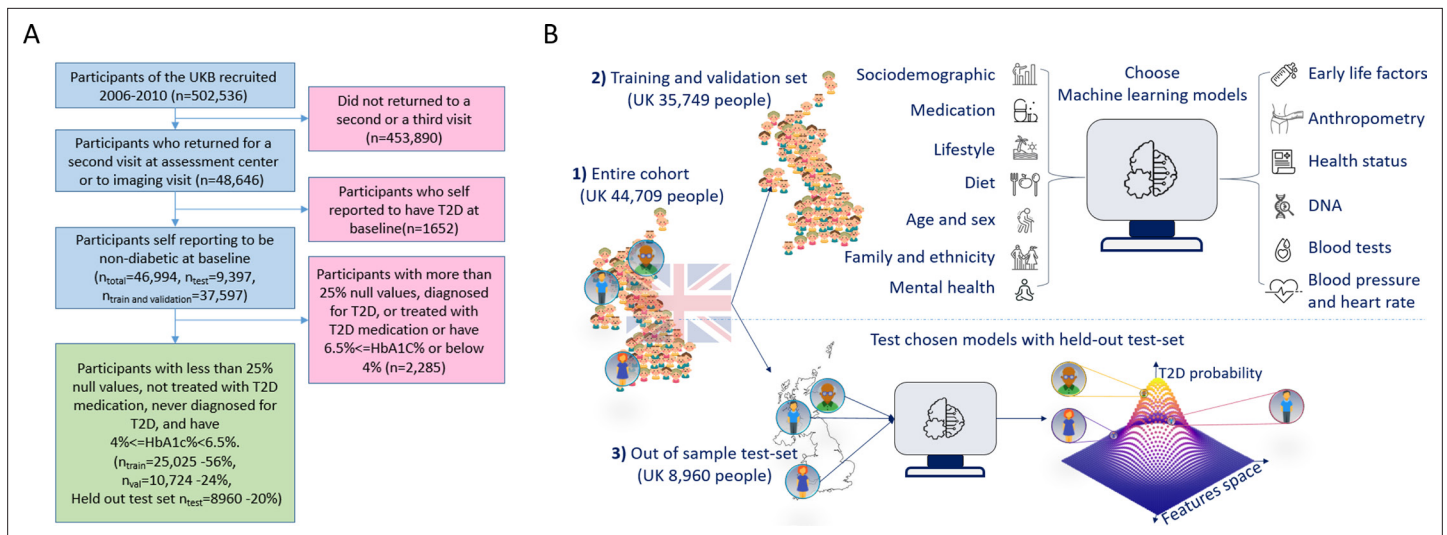 A
Participants of the UKB recruited
2006-2010 (n=502,536)
Did not returned to a
second or a third visit
(n=453,890)
Participants who returned for a
second visit at assessment center
or to imaging visit (n=48,646)
Participants who self
reported to have T2D at
baseline(n=1652)
Participants self reporting to be
non-diabetic at baseline
(ntotal=46,994, ntest=9,397,
ntrain and validation=37,597)
Participants with more than
25% null values, diagnosed
for T2D, or treated with
T2D medication or have
6.5%<=HbA1C% or below
4% (n=2,285)
Participants with less than 25%
null values, not treated with T2D
medication, never diagnosed for
T2D, and have
4%<=HbA1c%<6.5%.
(ntrain=25,025 -56%,
nval=10,724 -24%,
Held out test set ntest=8960 -20%)
B
1) Entire cohort
(UK 44,709 people)
2) Training and validation set
(UK 35,749 people)
Sociodemographic
Medication
Lifestyle
Diet
Age and sex
Family and ethnicity
Mental health
Choose
Machine learning models
Early life factors
Anthropometry
Health status
DNA
Blood tests
Blood pressure
and heart rate
Test chosen models with held-out test-set
3) Out of sample test-set
(UK 8,960 people)
T2D probability
Features space